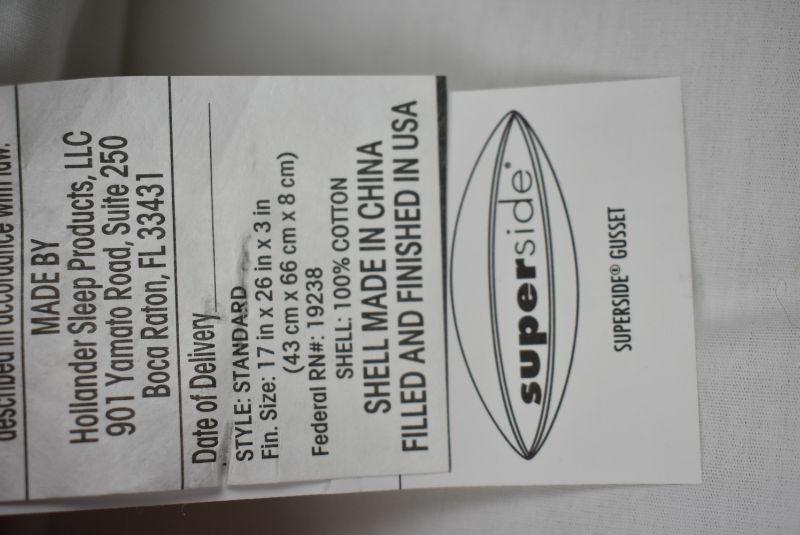 described in accordance with law.
MADE BY
Hollander Sleep Products, LLC
901 Yamato Road, Suite 250
Boca Raton, FL 33431
Date of Delivery
STYLE: STANDARD
Fin. Size: 17 in x 26 in x 3 in
(43 cm x 66 cm x 8 cm)
Federal RN#: 19238
SHELL: 100% COTTON
SHELL MADE IN CHINA
FILLED AND FINISHED IN USA
superside®
SUPERSIDE® GUSSET